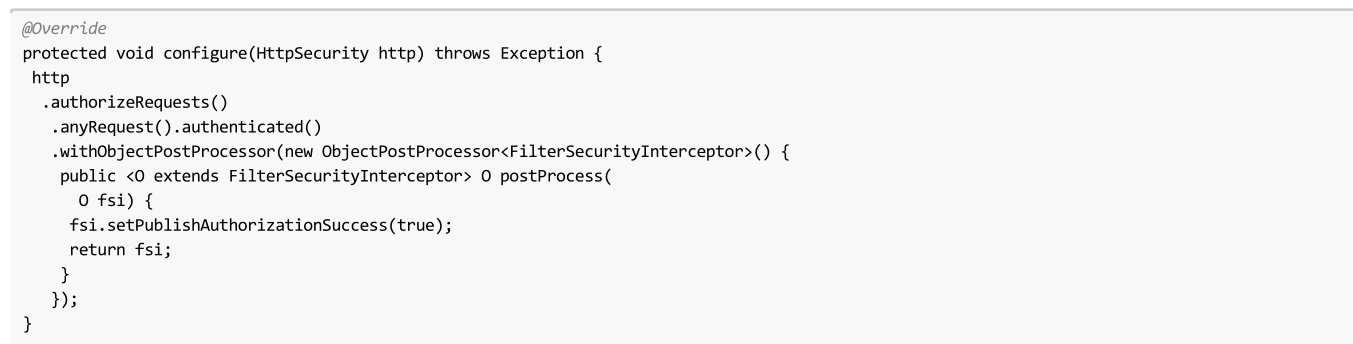 @Override
protected void configure(HttpSecurity http) throws Exception {
 http
  .authorizeRequests()
   .anyRequest().authenticated()
   .withObjectPostProcessor(new ObjectPostProcessor<FilterSecurityInterceptor>() {
    public <O extends FilterSecurityInterceptor> O postProcess(
      O fsi) {
     fsi.setPublishAuthorizationSuccess(true);
     return fsi;
    }
   });
}